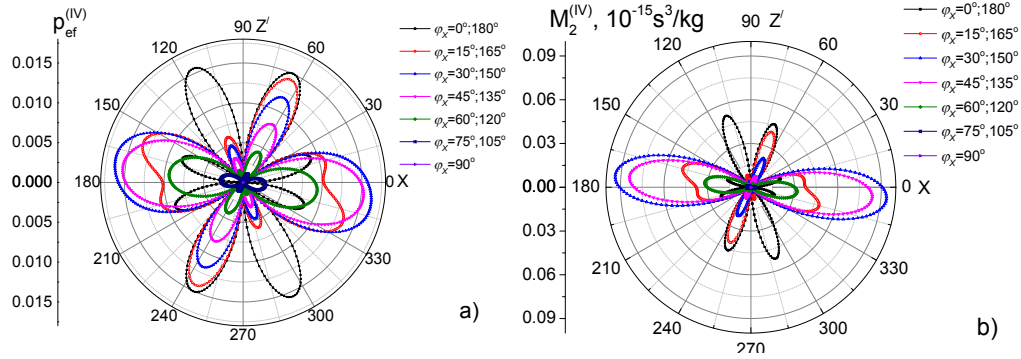 p_ef^(IV)
90 Z/
60
30
0 X
330
300
270
240
210
180
150
120
0.015
0.010
0.005
0.000
0.005
0.010
0.015
φ_x=0°;180°
φ_x=15°;165°
φ_x=30°;150°
φ_x=45°;135°
φ_x=60°;120°
φ_x=75°,105°
φ_x=90°
a)
M_2^(IV), 10^-15 s^3/kg
90 Z/
60
30
0 X
330
300
270
240
210
180
150
120
0.09
0.06
0.03
0.00
0.03
0.06
0.09
φ_x=0°;180°
φ_x=15°;165°
φ_x=30°;150°
φ_x=45°;135°
φ_x=60°;120°
φ_x=75°,105°
φ_x=90°
b)